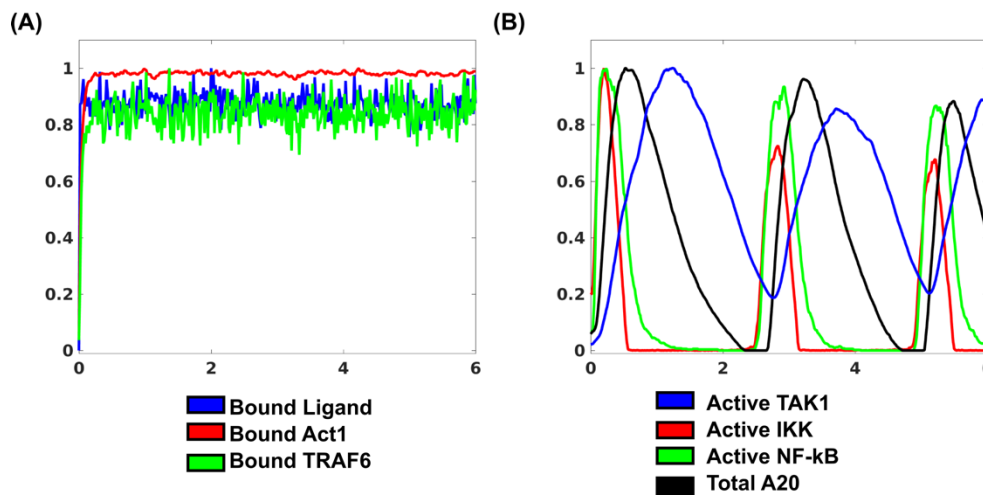 (A)
1
0.8
0.6
0.4
0.2
0
0
2
4
6
Bound Ligand
Bound Act1
Bound TRAF6
(B)
1
0.8
0.6
0.4
0.2
0
0
2
4
Active TAK1
Active IKK
Active NF-kB
Total A20